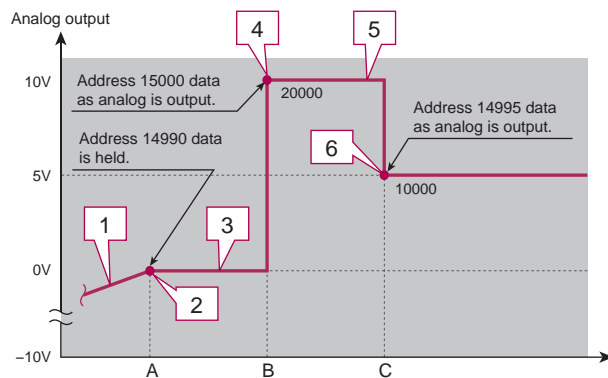 Analog output
4
5
10V
Address 15000 data
as analog is output.
20000
Address 14995 data
as analog is output.
Address 14990 data
is held.
6
5V
10000
1
3
0V
2
−10V
A
B
C